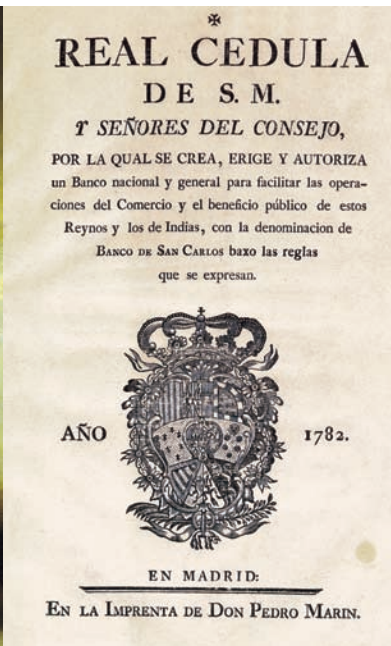 REAL CEDULA
DE S. M.
Y SEÑORES DEL CONSEJO,
POR LA QUAL SE CREA, ERIGE Y AUTORIZA
un Banco nacional y general para facilitar las opera-
ciones del Comercio y el beneficio público de estos
Reynos y los de Indias, con la denominacion de
BANCO DE SAN CARLOS baxo las reglas
que se expresan.
AÑO 1782.
EN MADRID:
EN LA IMPRENTA DE DON PEDRO MARIN.